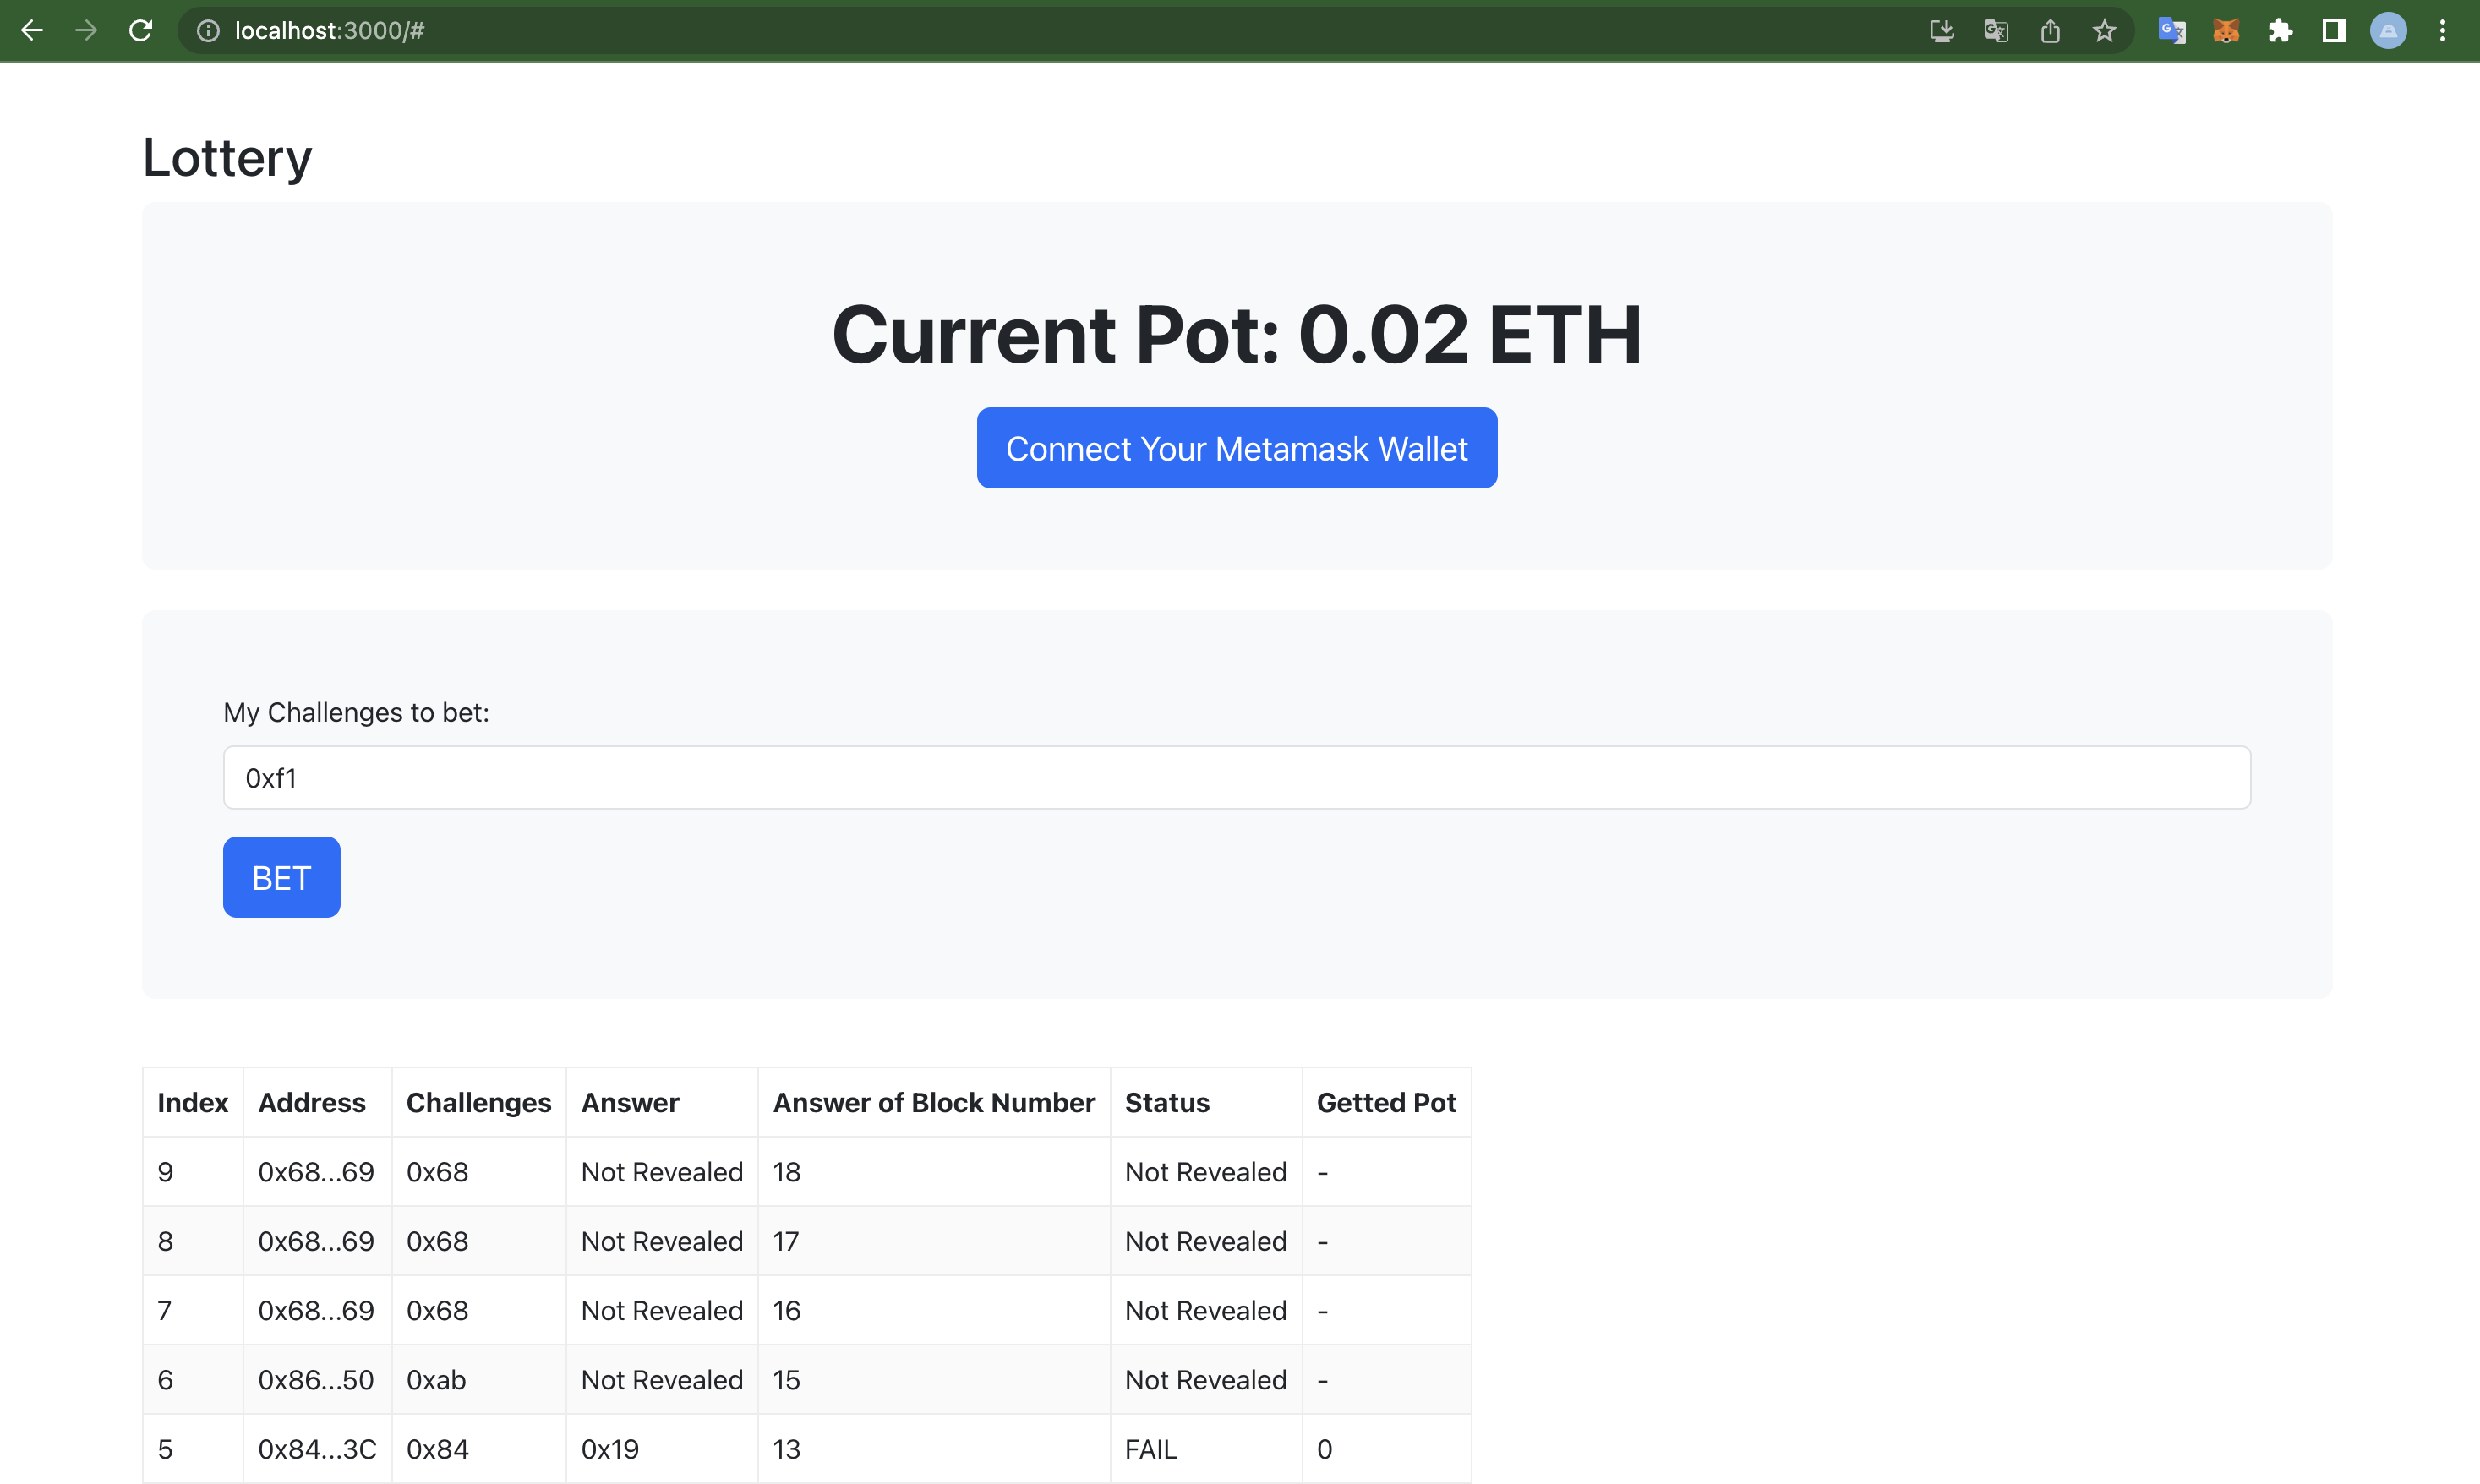 localhost:3000/#
Lottery
Current Pot: 0.02 ETH
Connect Your Metamask Wallet
My Challenges to bet:
0xf1
BET
Index Address Challenges Answer Answer of Block Number Status Getted Pot
9 0x68...69 0x68 Not Revealed 18 Not Revealed -
8 0x68...69 0x68 Not Revealed 17 Not Revealed -
7 0x68...69 0x68 Not Revealed 16 Not Revealed -
6 0x86...50 0xab Not Revealed 15 Not Revealed -
5 0x84...3C 0x84 0x19 13 FAIL 0